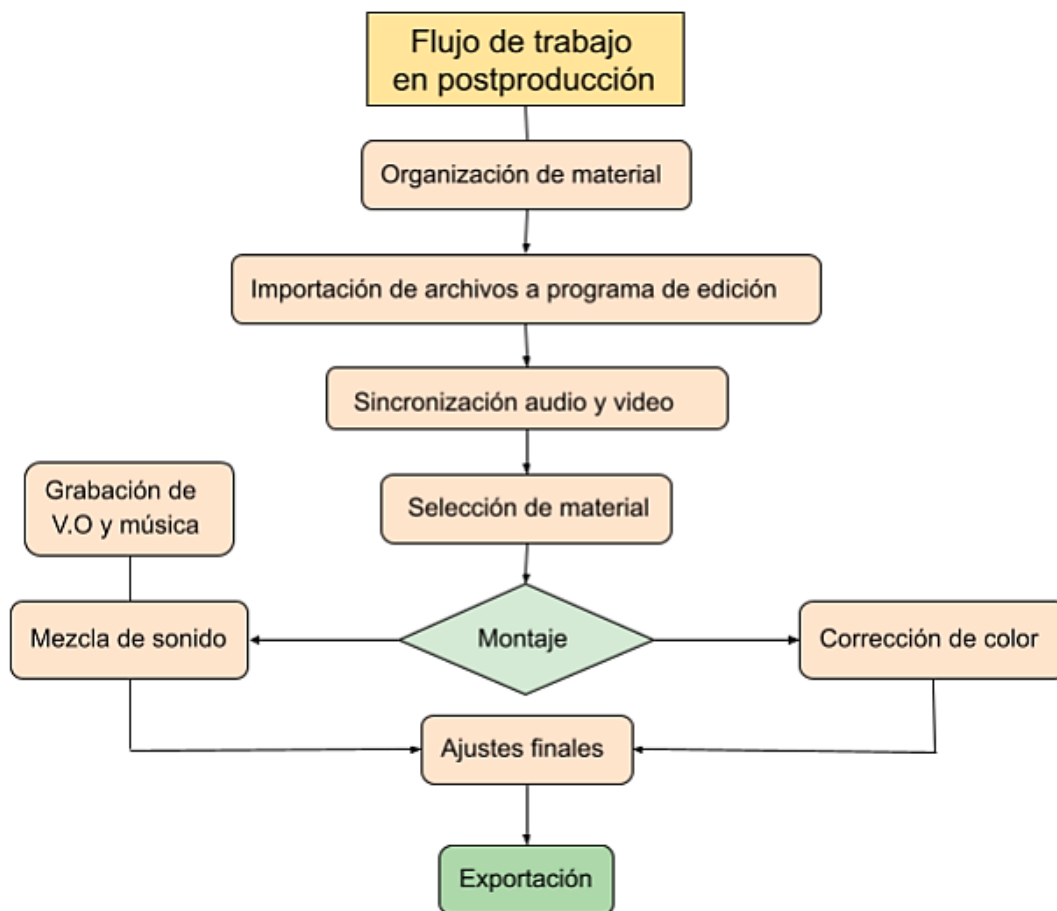 Flujo de trabajo
en postproducción
Organización de material
Importación de archivos a programa de edición
Sincronización audio y video
Selección de material
Grabación de
V.O y música
Mezcla de sonido
Montaje
Corrección de color
Ajustes finales
Exportación